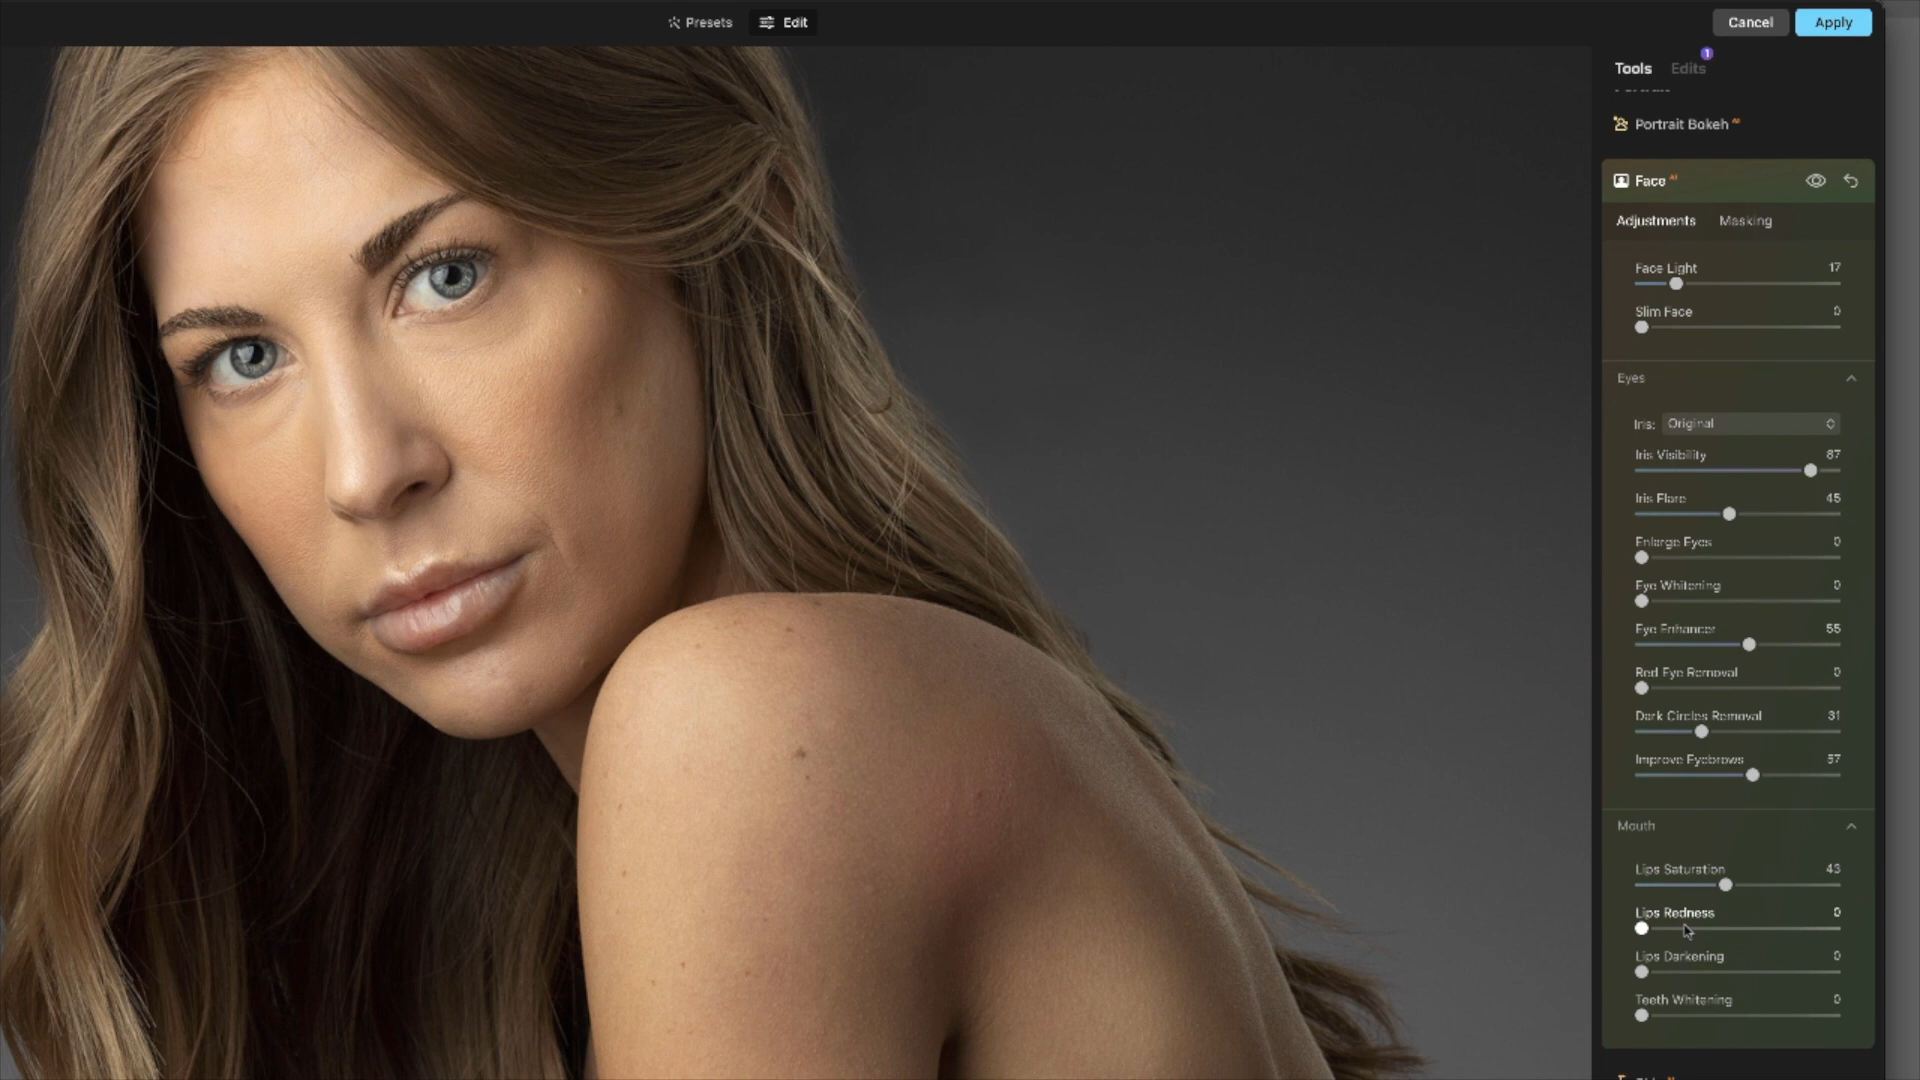 Presets
Edit
Cancel
Apply
1
Tools
Edits
Portrait Bokeh AI
Face AI
Adjustments
Masking
Face Light 17
Slim Face 0
Eyes
Iris: Original
Iris Visibility 87
Iris Flare 45
Enlarge Eyes 0
Eye Whitening 0
Eye Enhancer 55
Red Eye Removal 0
Dark Circles Removal 31
Improve Eyebrows 57
Mouth
Lips Saturation 43
Lips Redness 0
Lips Darkening 0
Teeth Whitening 0